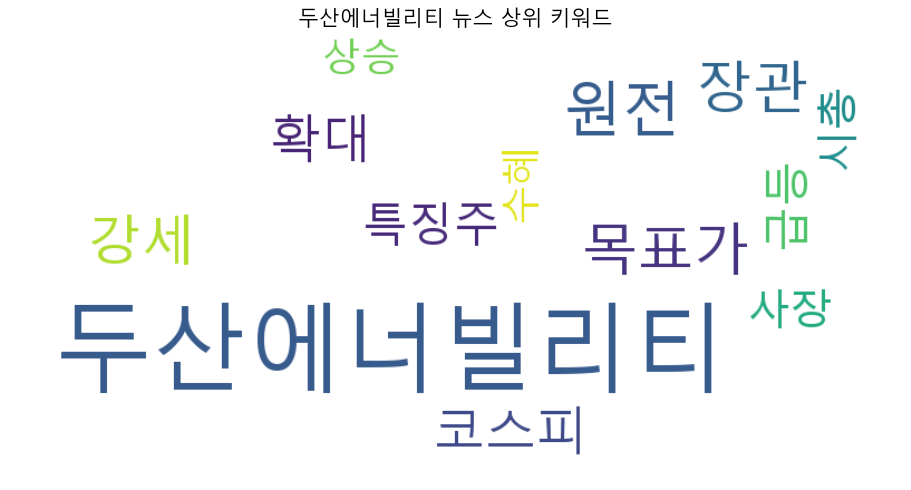 두산에너빌리티 뉴스 상위 키워드
상승
원전
장관
시총
확대
수혜
급등
특징주
강세
목표가
사장
두산에너빌리티
코스피